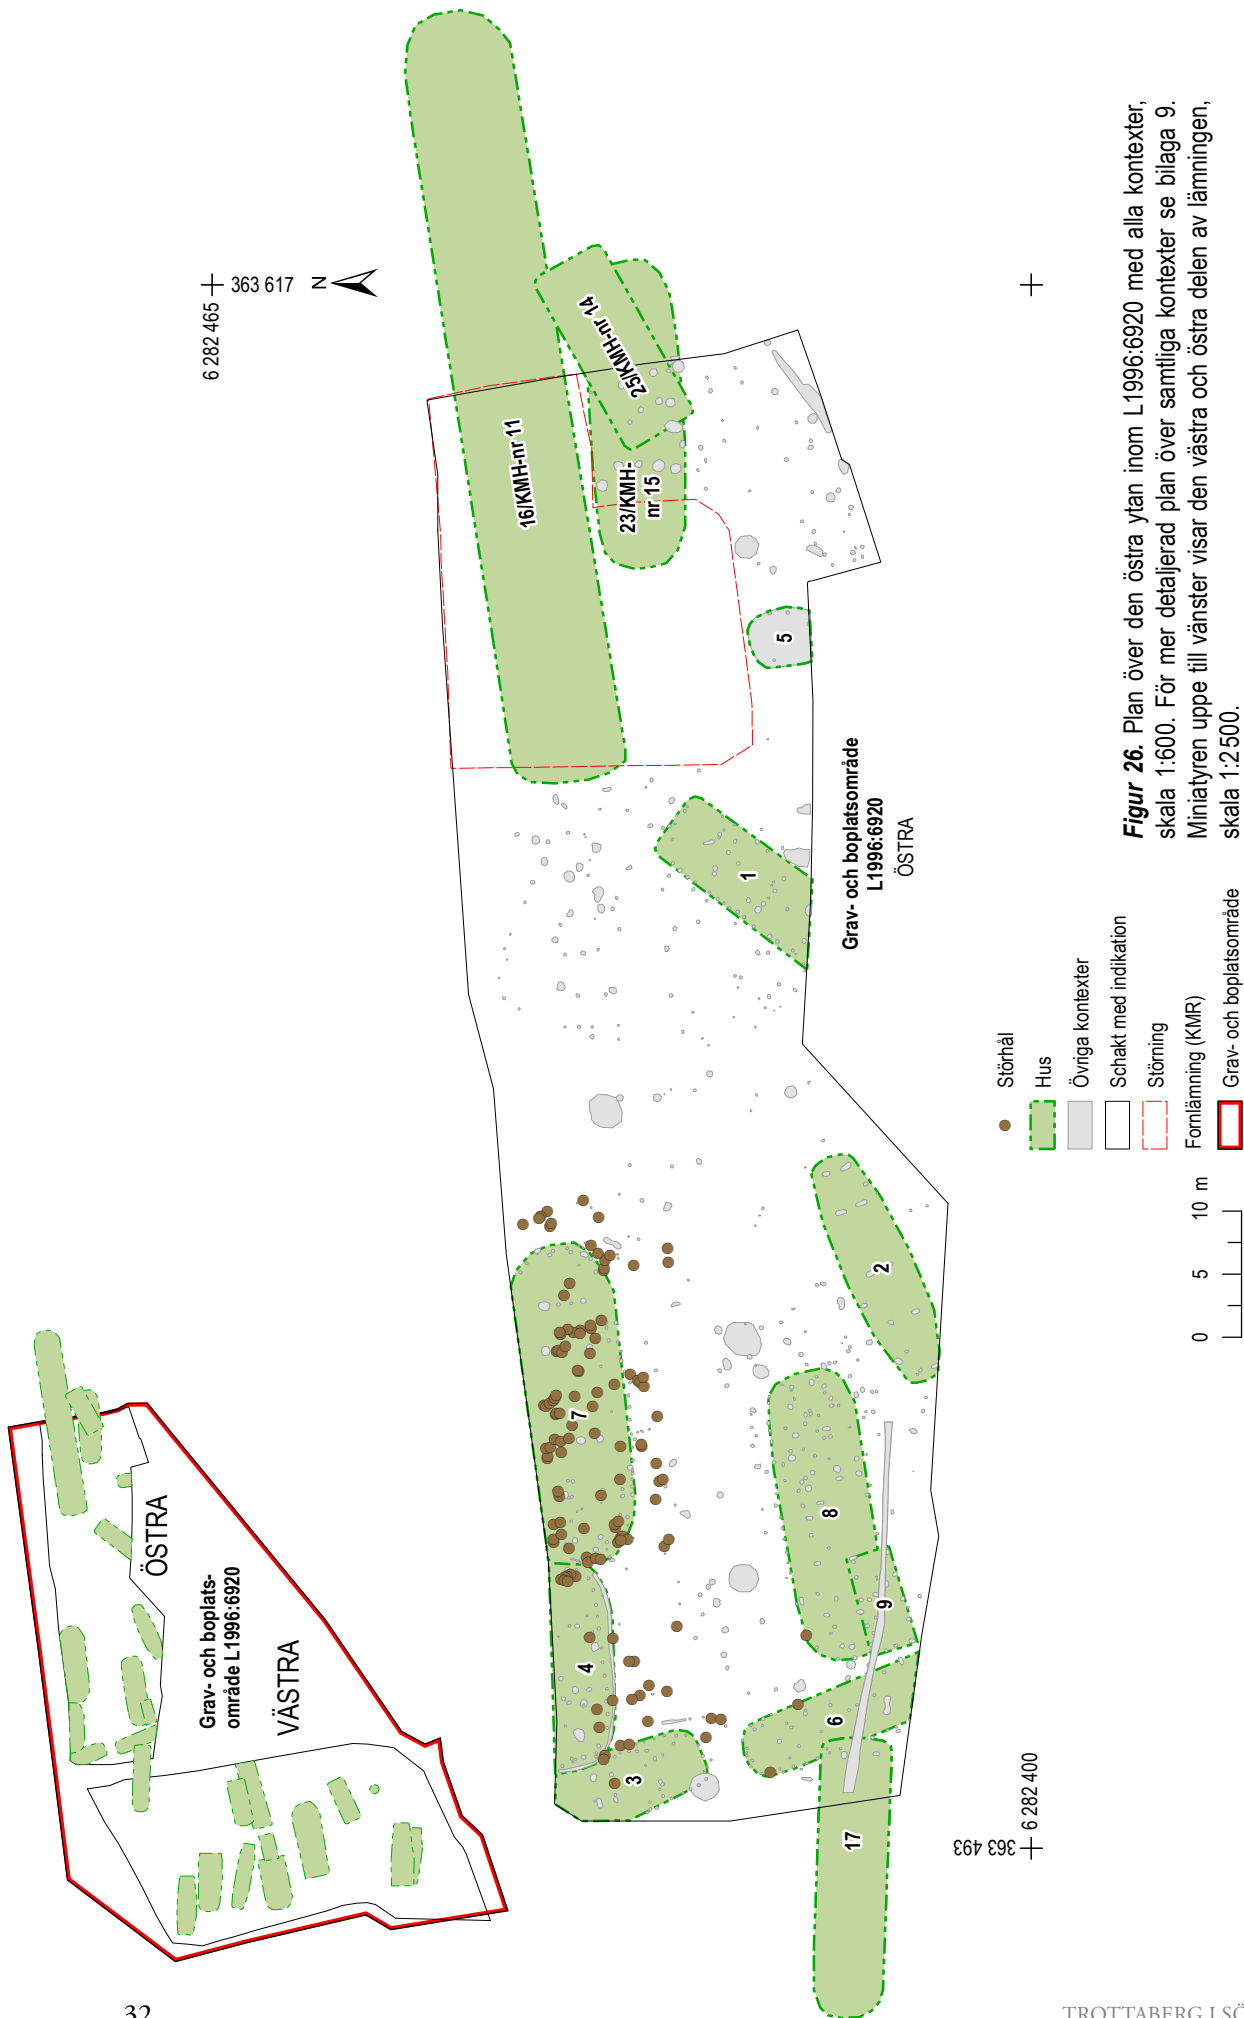 6 282 465
363 617
N
16/KMH-nr 11
25/KMH-nr 14
23/KMH-
nr 15
5
1
Grav- och boplatsområde
L1996:6920
ÖSTRA
7
2
8
9
4
6
3
17
363 493
6 282 400
ÖSTRA
Grav- och boplats-
område L1996:6920
VÄSTRA
Störhål
Hus
Övriga kontexter
Schakt med indikation
Störning
Fornlämning (KMR)
Grav- och boplatsområde
0 5 10 m
Figur 26. Plan över den östra ytan inom L1996:6920 med alla kontexter,
skala 1:600. För mer detaljerad plan över samtliga kontexter se bilaga 9.
Miniatyren uppe till vänster visar den västra och östra delen av lämningen,
skala 1:2500.
32
TROTTABERG I SÖ